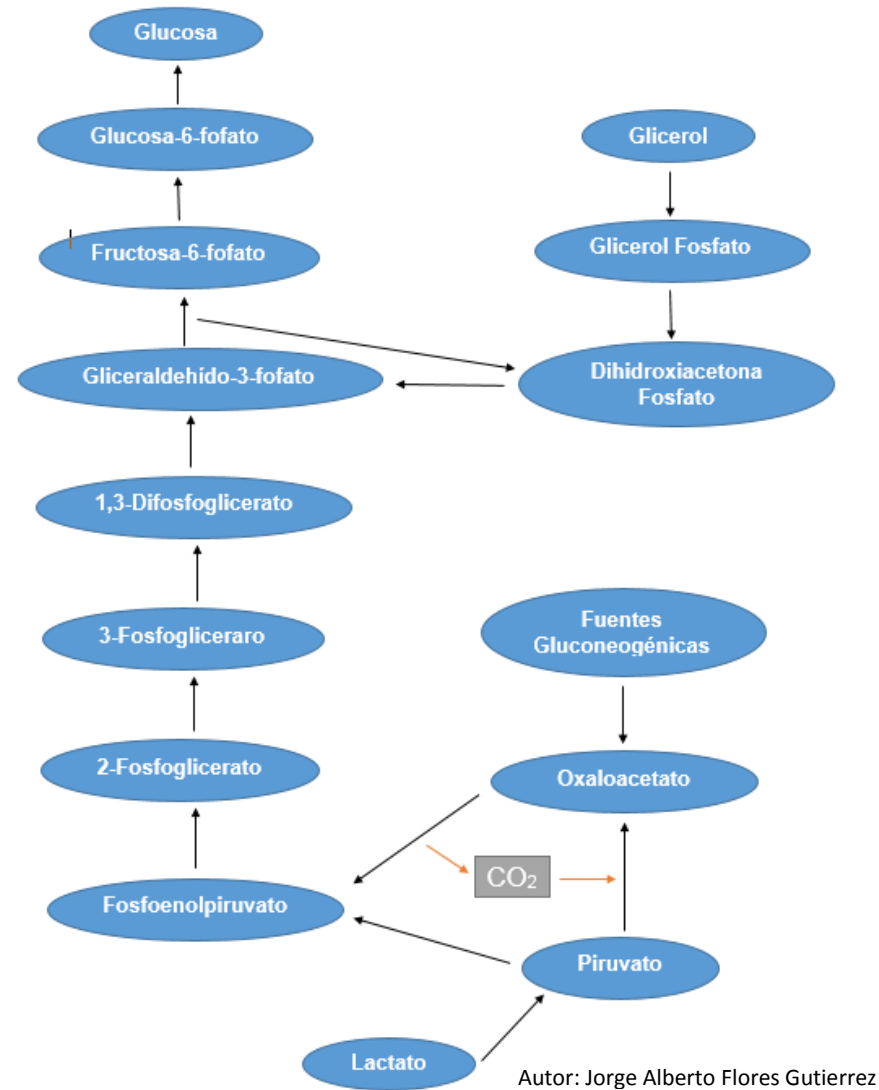 Glucosa
Glucosa-6-fofato
Glicerol
Fructosa-6-fofato
Glicerol Fosfato
Gliceraldehído-3-fofato
Dihidroxiacetona
Fosfato
1,3-Difosfoglicerato
3-Fosfogliceraro
Fuentes
Gluconeogénicas
2-Fosfoglicerato
Oxaloacetato
CO₂
Fosfoenolpiruvato
Piruvato
Lactato
Autor: Jorge Alberto Flores Gutierrez